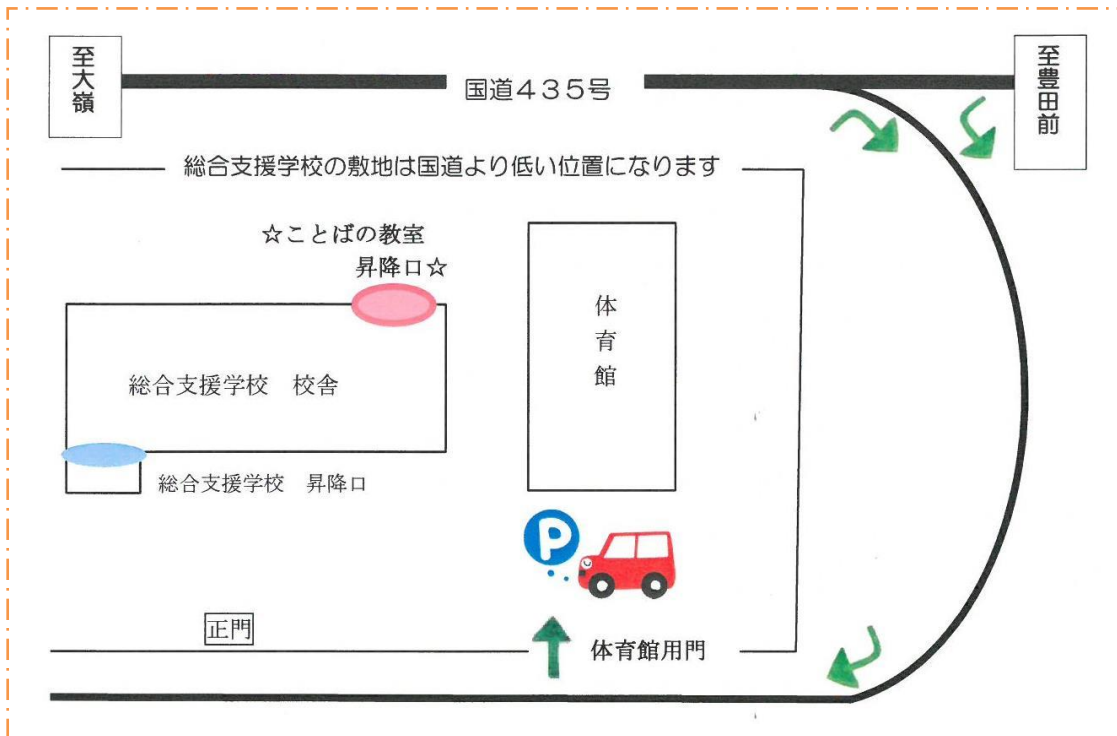 至大嶺
国道435号
至豊田前
総合支援学校の敷地は国道より低い位置になります
☆ことばの教室
昇降口☆
体育館
総合支援学校 校舎
総合支援学校 昇降口
P
正門
体育館用門